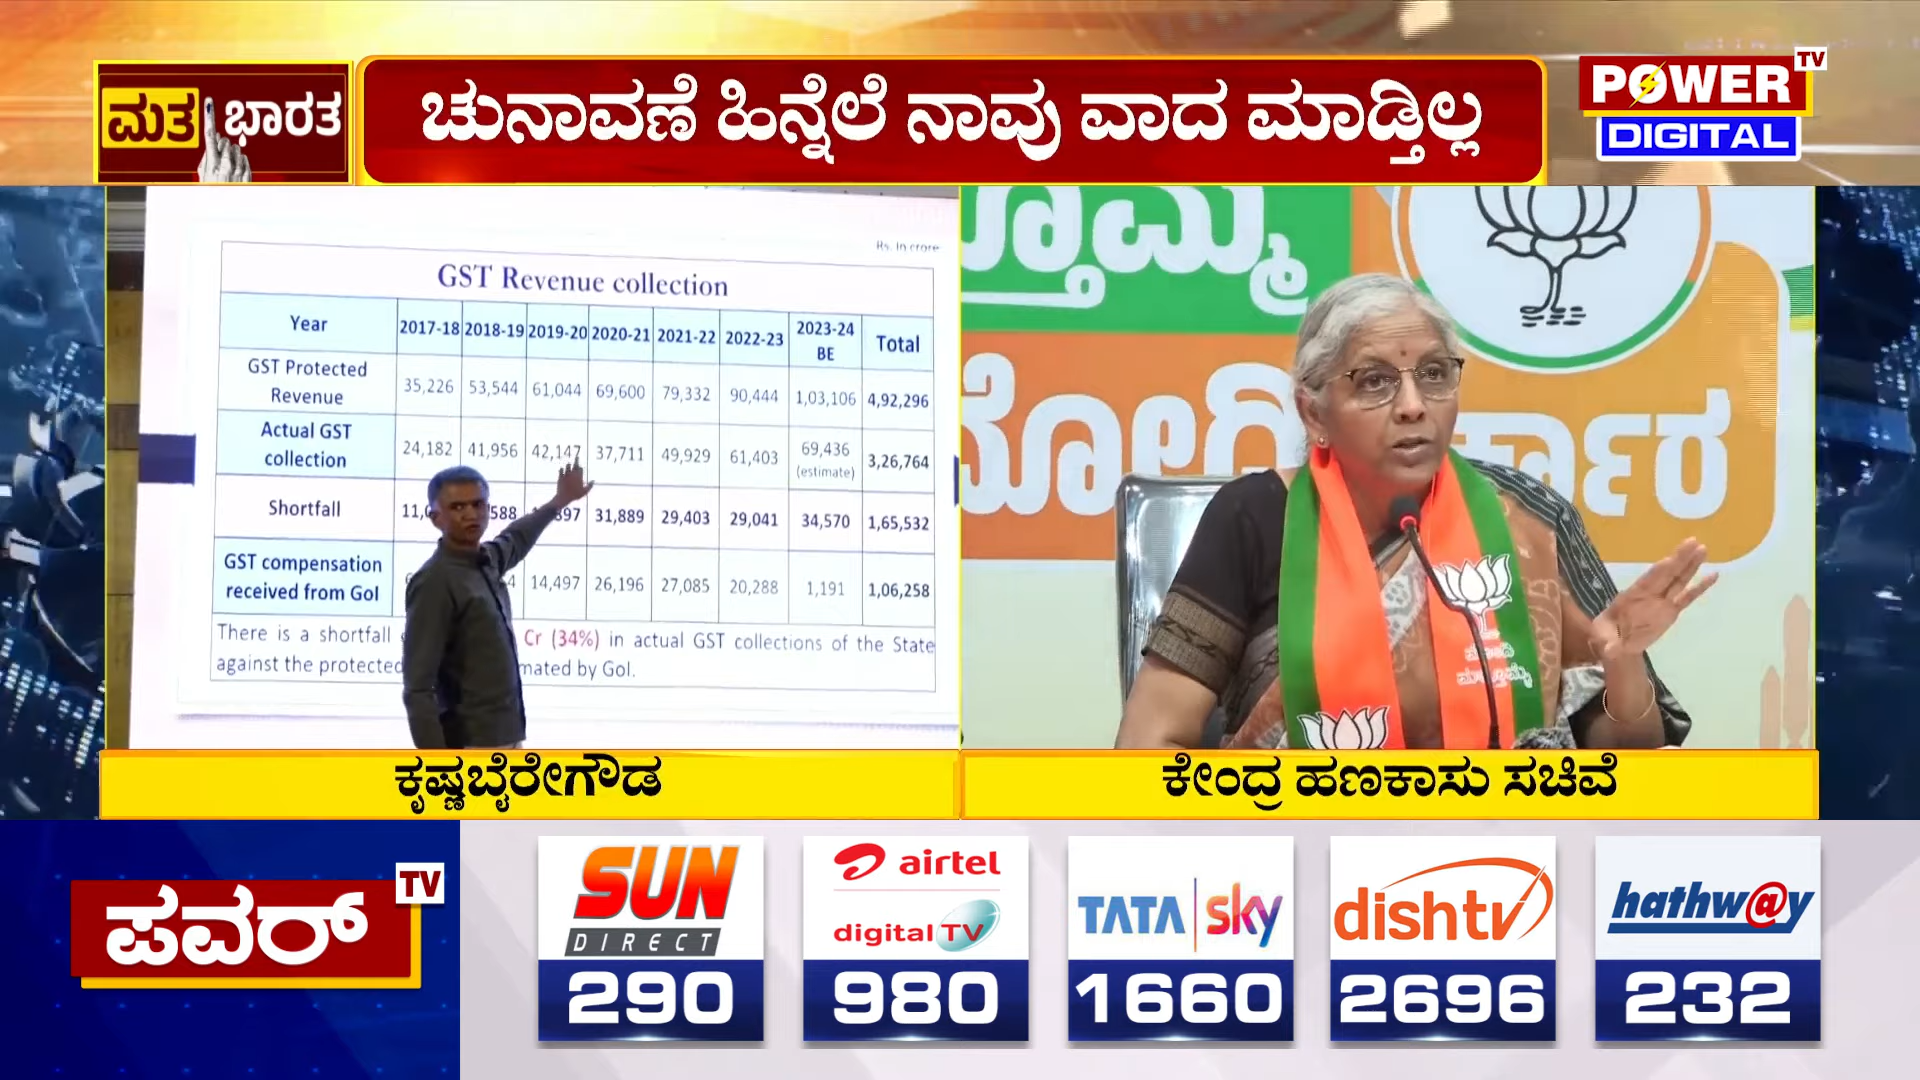 ಮತ ಭಾರತ
ಚುನಾವಣೆ ಹಿನ್ನೆಲೆ ನಾವು ವಾದ ಮಾಡ್ತಿಲ್ಲ
POWER TV
DIGITAL
Rs. In crore
GST Revenue collection
Year 2017-18 2018-19 2019-20 2020-21 2021-22 2022-23 2023-24 BE Total
GST Protected Revenue 35,226 53,544 61,044 69,600 79,332 90,444 1,03,106 4,92,296
Actual GST collection 24,182 41,956 42,147 37,711 49,929 61,403 69,436 (estimate) 3,26,764
Shortfall 31,889 29,403 29,041 34,570 1,65,532
GST compensation received from GoI 14,497 26,196 27,085 20,288 1,191 1,06,258
There is a shortfall Cr (34%) in actual GST collections of the State
against the protected by GoI.
ಕೃಷ್ಣಬೈರೇಗೌಡ
ಕೇಂದ್ರ ಹಣಕಾಸು ಸಚಿವೆ
ಪವರ್ TV
SUN DIRECT 290
airtel digital TV 980
TATA sky 1660
dishtv 2696
hathw@y 232